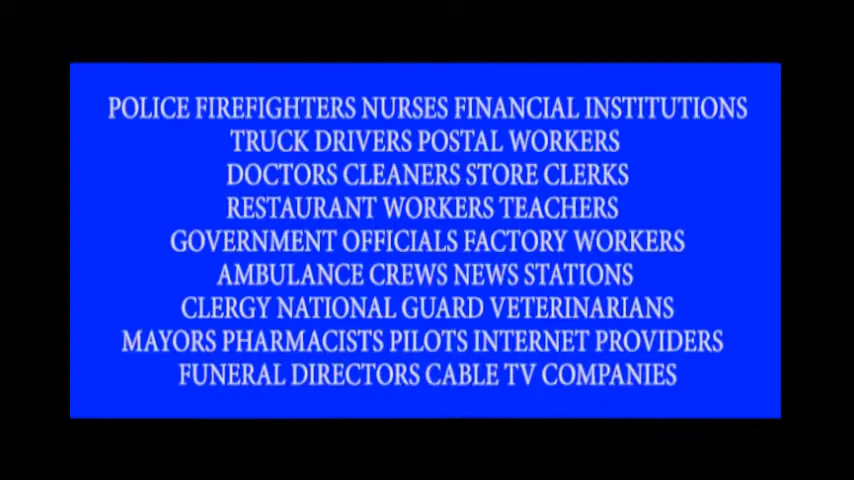 POLICE FIREFIGHTERS NURSES FINANCIAL INSTITUTIONS
TRUCK DRIVERS POSTAL WORKERS
DOCTORS CLEANERS STORE CLERKS
RESTAURANT WORKERS TEACHERS
GOVERNMENT OFFICIALS FACTORY WORKERS
AMBULANCE CREWS NEWS STATIONS
CLERGY NATIONAL GUARD VETERINARIANS
MAYORS PHARMACISTS PILOTS INTERNET PROVIDERS
FUNERAL DIRECTORS CABLE TV COMPANIES